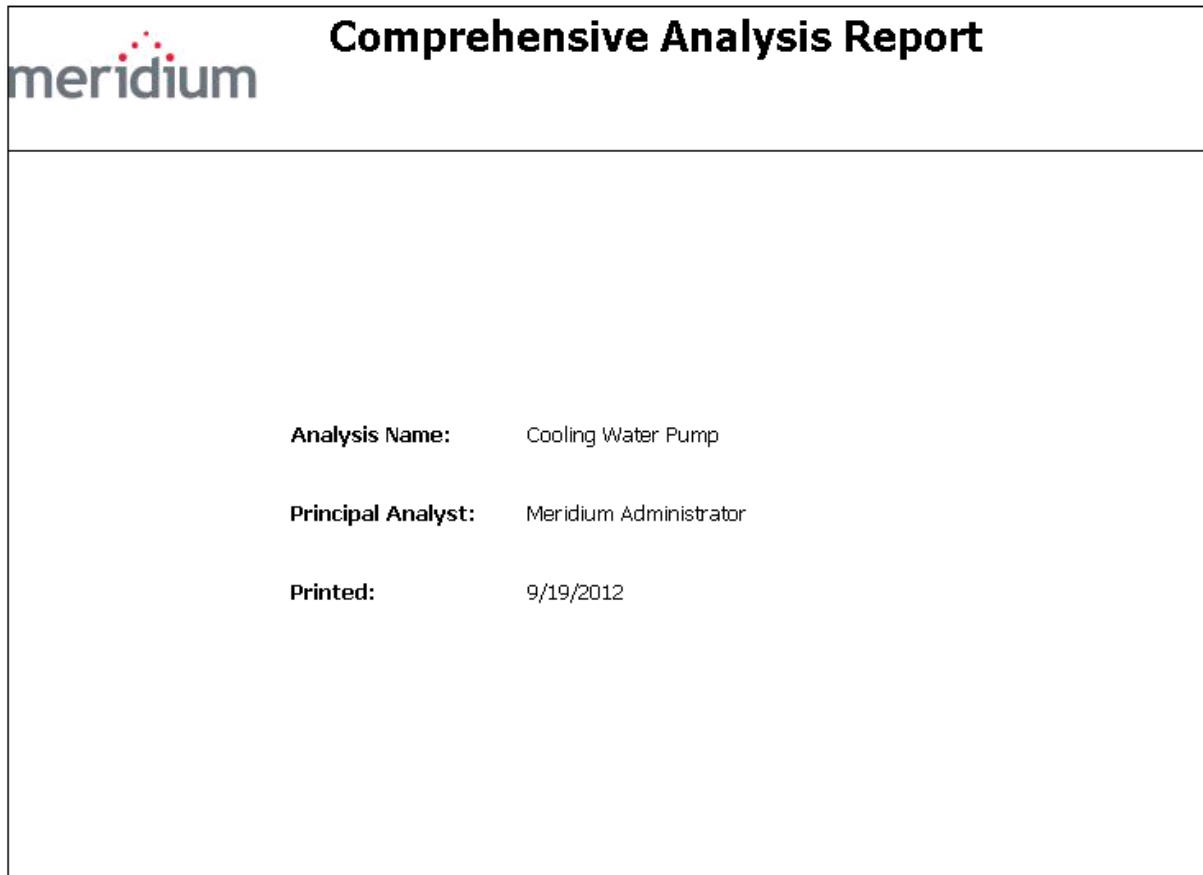 Comprehensive Analysis Report
meridium
Analysis Name: Cooling Water Pump
Principal Analyst: Meridium Administrator
Printed: 9/19/2012